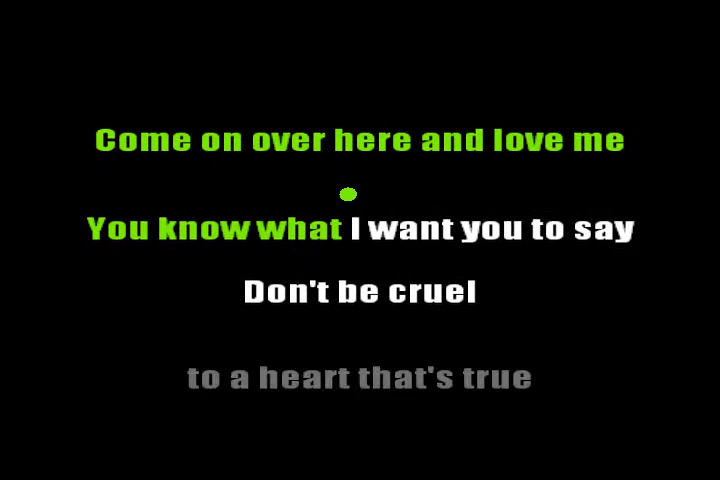 Come on over here and love me
You know what I want you to say
Don't be cruel
to a heart that's true